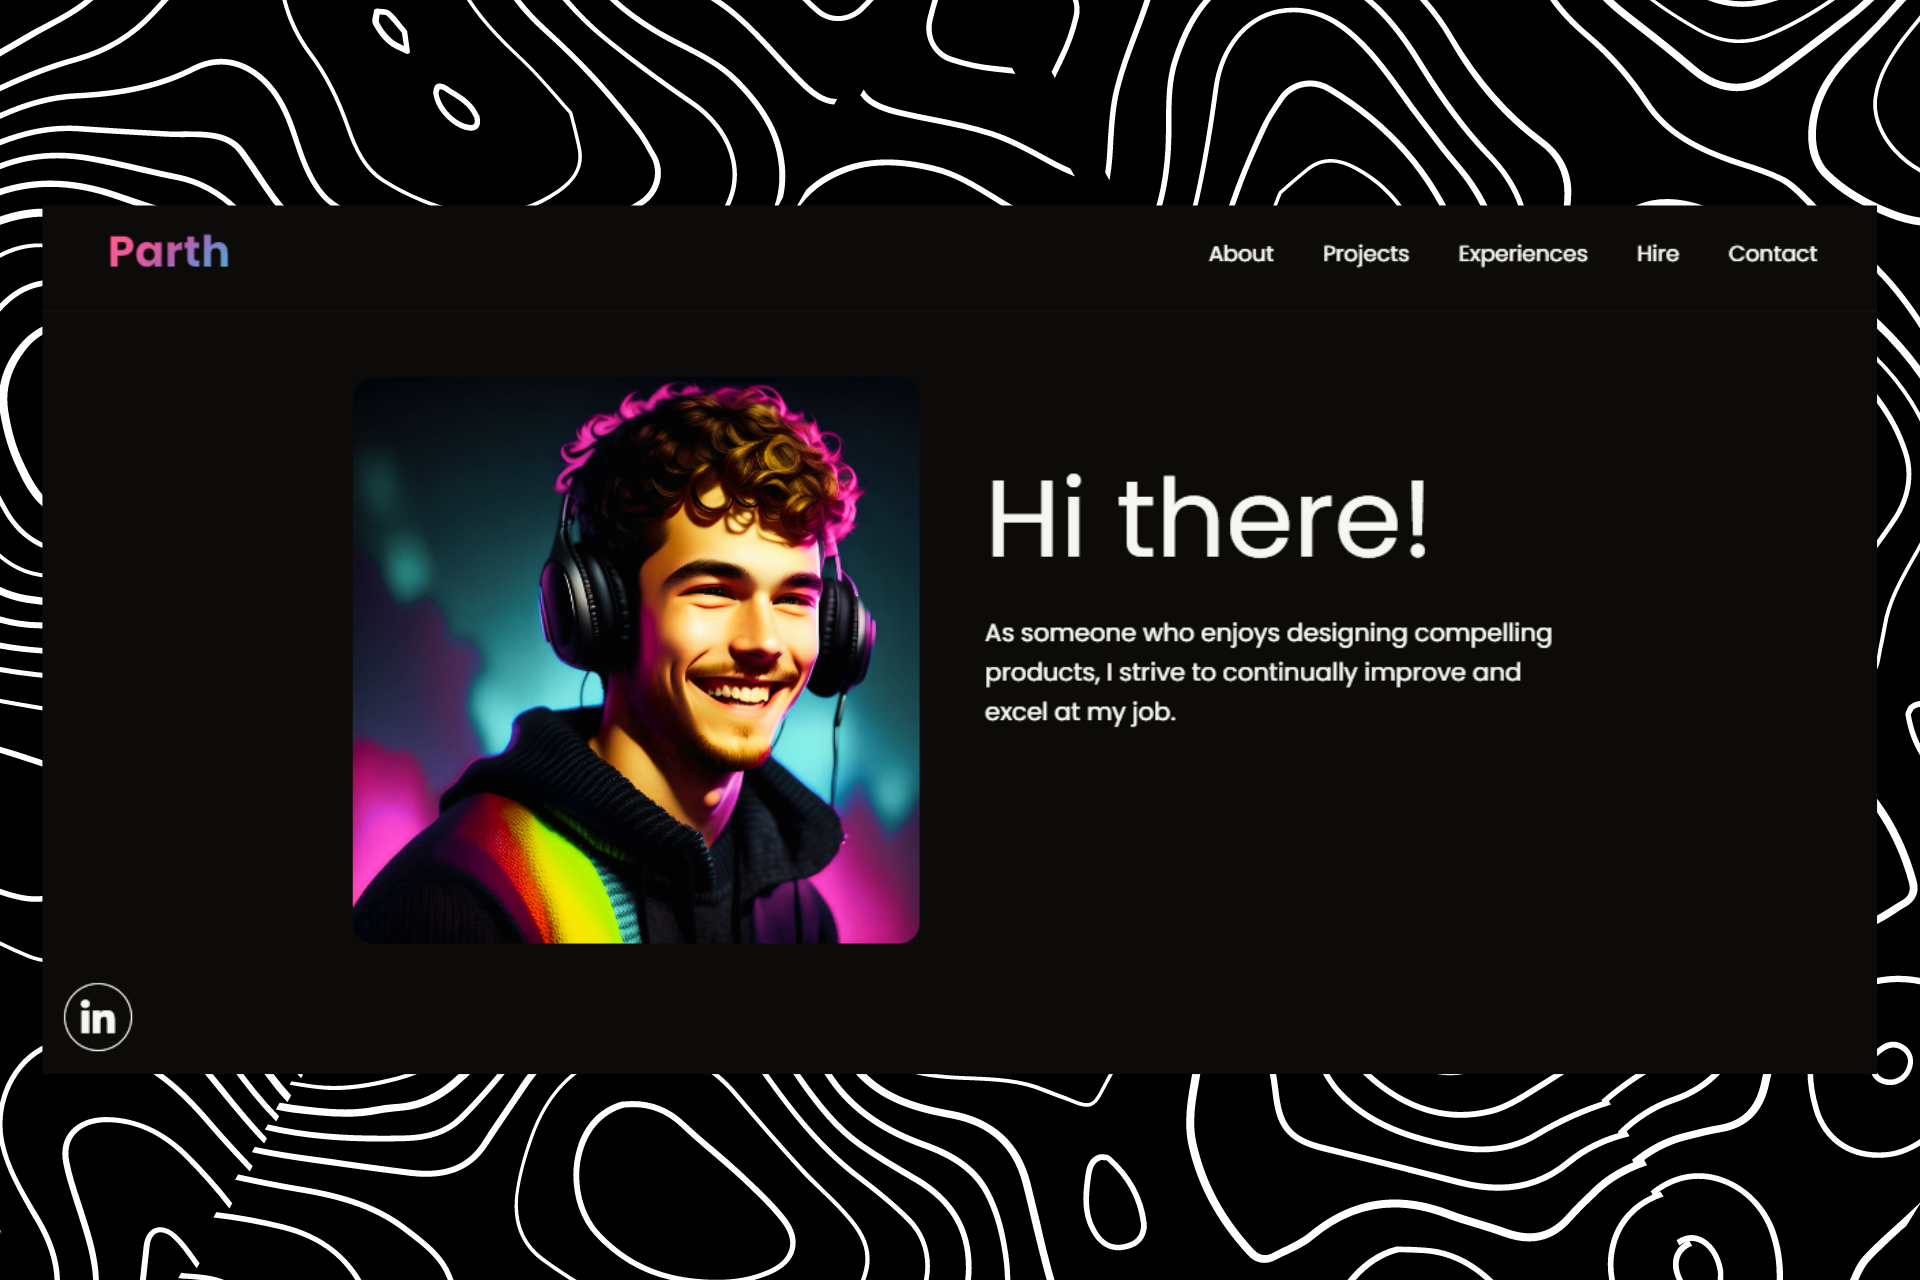 Parth
About Projects Experiences Hire Contact
Hi there!
As someone who enjoys designing compelling
products, I strive to continually improve and
excel at my job.
in